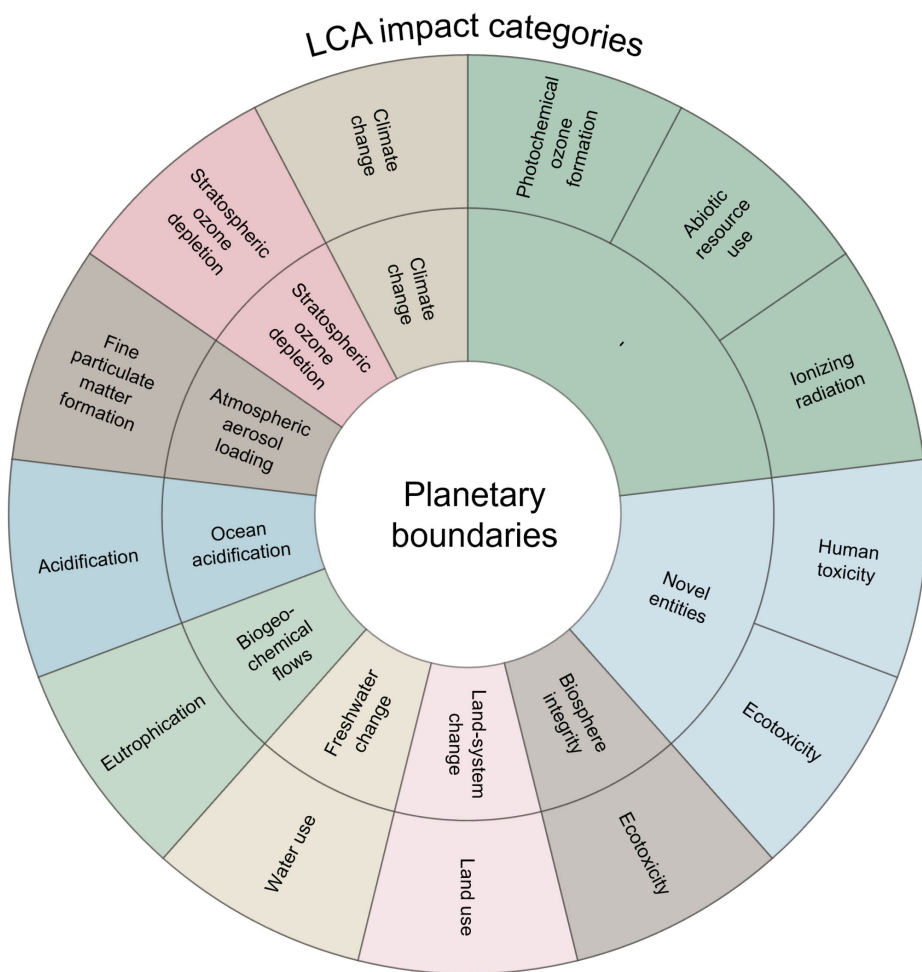 LCA impact categories
Photochemical
ozone
formation
Abiotic
resource
use
Ionizing
radiation
Human
toxicity
Ecotoxicity
Ecotoxicity
Land use
Water use
Eutrophication
Acidification
Fine
particulate
matter
formation
Stratospheric
ozone
depletion
Climate
change
-
Novel
entities
Biosphere
integrity
Land-system
change
Freshwater
change
Biogeo-
chemical
flows
Ocean
acidification
Atmospheric
aerosol
loading
Stratospheric
ozone
depletion
Climate
change
Planetary
boundaries